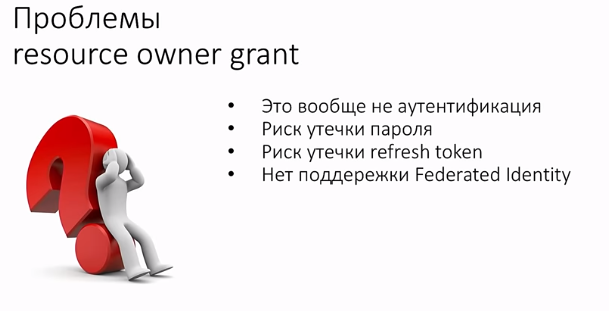 Проблемы
resource owner grant
• Это вообще не аутентификация
• Риск утечки пароля
• Риск утечки refresh token
• Нет поддережки Federated Identity